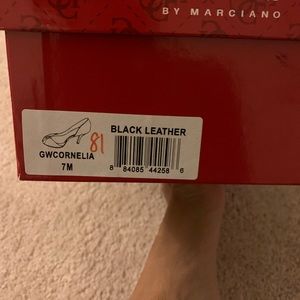 BY MARCIANO
81
BLACK LEATHER
GWCORNELIA
7M
8 84085 44258 6